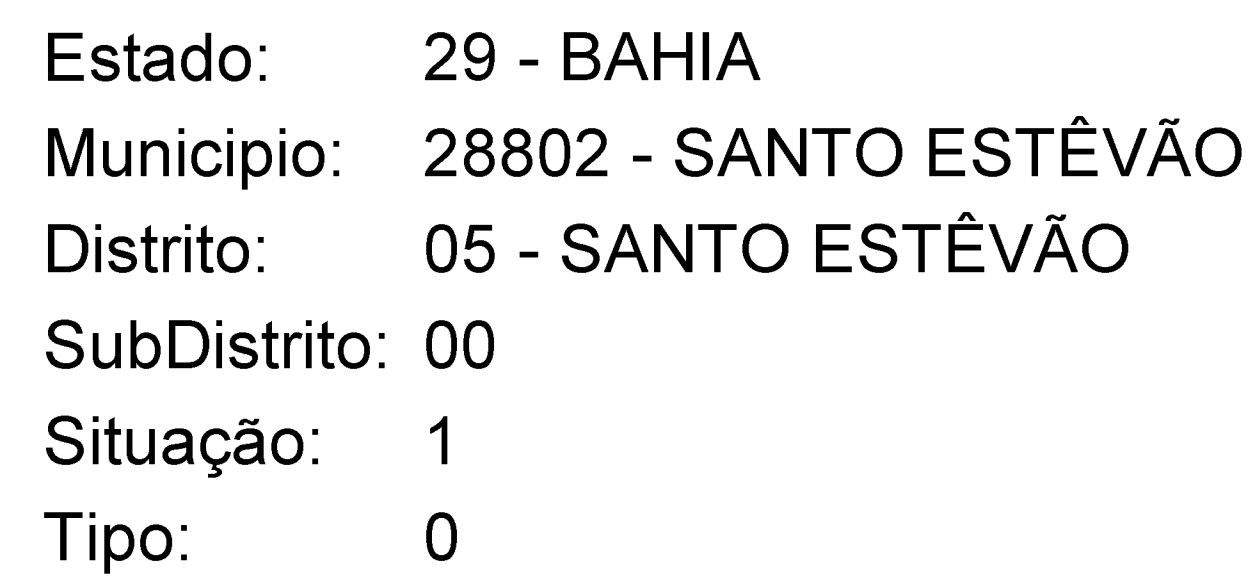 Estado: 29 - BAHIA
Municipio: 28802 - SANTO ESTÊVÃO
Distrito: 05 - SANTO ESTÊVÃO
SubDistrito: 00
Situação: 1
Tipo: 0